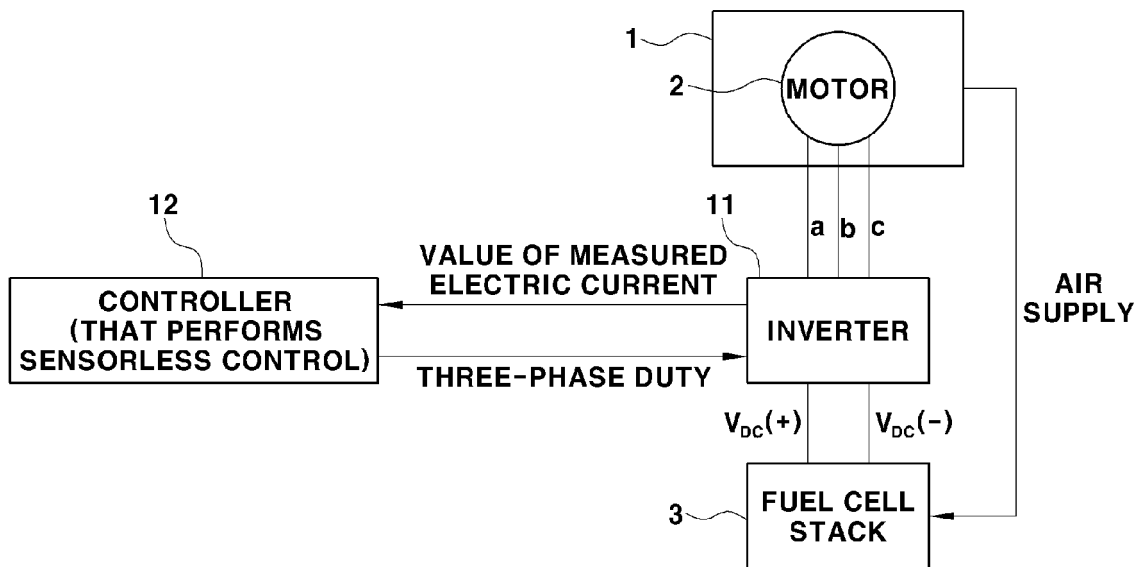 1
2
MOTOR
12
11
a
b
c
VALUE OF MEASURED
ELECTRIC CURRENT
CONTROLLER
(THAT PERFORMS
SENSORLESS CONTROL)
INVERTER
AIR
SUPPLY
THREE-PHASE DUTY
VDC(+)
VDC(-)
3
FUEL CELL
STACK